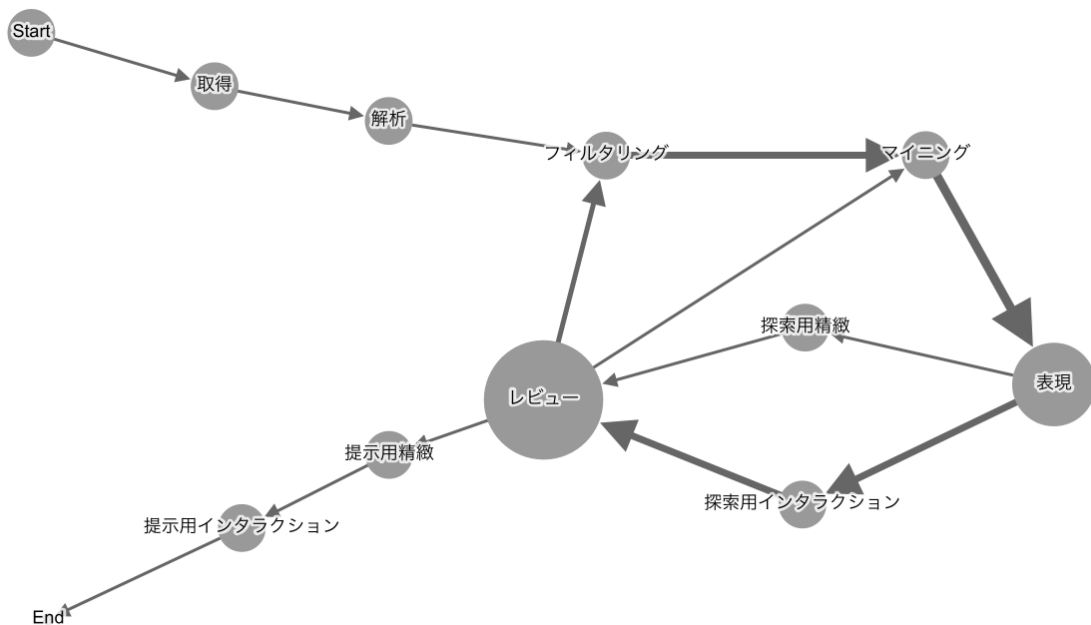 Start
取得
解析
フィルタリング
マイニング
探索用精緻
表現
レビュー
提示用精緻
探索用インタラクション
提示用インタラクション
End